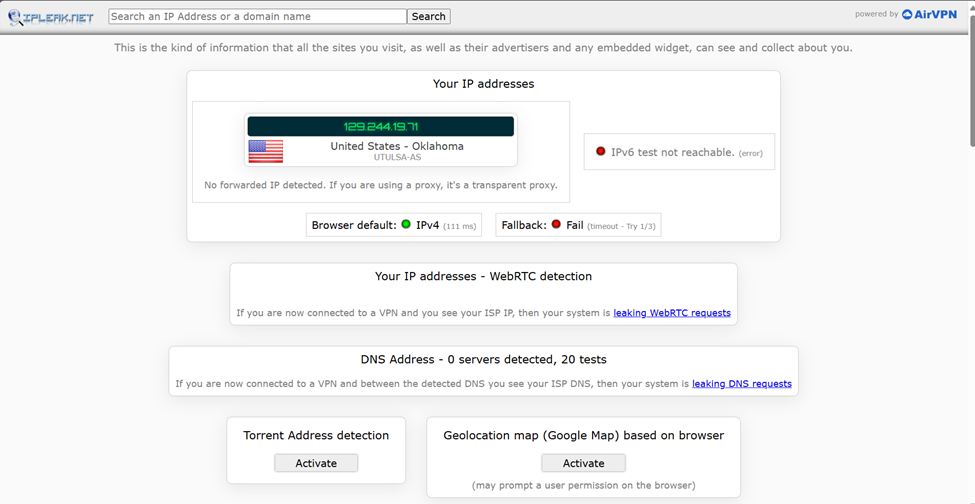 IPLEAK.NET
Search an IP Address or a domain name
Search
powered by AirVPN
This is the kind of information that all the sites you visit, as well as their advertisers and any embedded widget, can see and collect about you.
Your IP addresses
129.244.19.71
United States - Oklahoma
UTULSA-AS
No forwarded IP detected. If you are using a proxy, it's a transparent proxy.
IPv6 test not reachable. (error)
Browser default: IPv4 (111 ms)
Fallback: Fail (timeout - Try 1/3)
Your IP addresses - WebRTC detection
If you are now connected to a VPN and you see your ISP IP, then your system is leaking WebRTC requests
DNS Address - 0 servers detected, 20 tests
If you are now connected to a VPN and between the detected DNS you see your ISP DNS, then your system is leaking DNS requests
Torrent Address detection
Activate
Geolocation map (Google Map) based on browser
Activate
(may prompt a user permission on the browser)